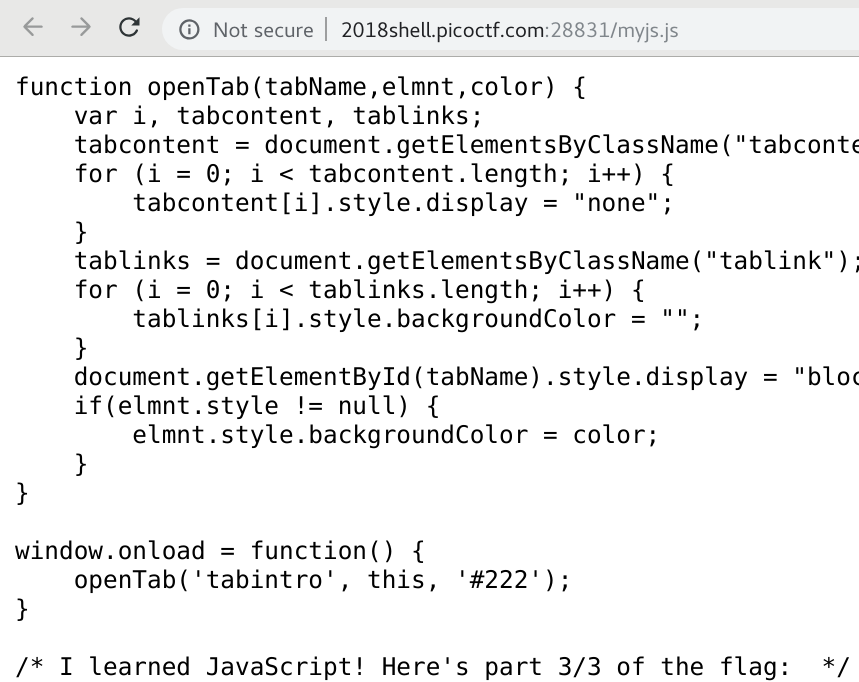 Not secure | 2018shell.picoctf.com:28831/myjs.js
function openTab(tabName,elmnt,color) {
    var i, tabcontent, tablinks;
    tabcontent = document.getElementsByClassName("tabconte
    for (i = 0; i < tabcontent.length; i++) {
        tabcontent[i].style.display = "none";
    }
    tablinks = document.getElementsByClassName("tablink");
    for (i = 0; i < tablinks.length; i++) {
        tablinks[i].style.backgroundColor = "";
    }
    document.getElementById(tabName).style.display = "bloc
    if(elmnt.style != null) {
        elmnt.style.backgroundColor = color;
    }
}

window.onload = function() {
    openTab('tabintro', this, '#222');
}

/* I learned JavaScript! Here's part 3/3 of the flag:  */